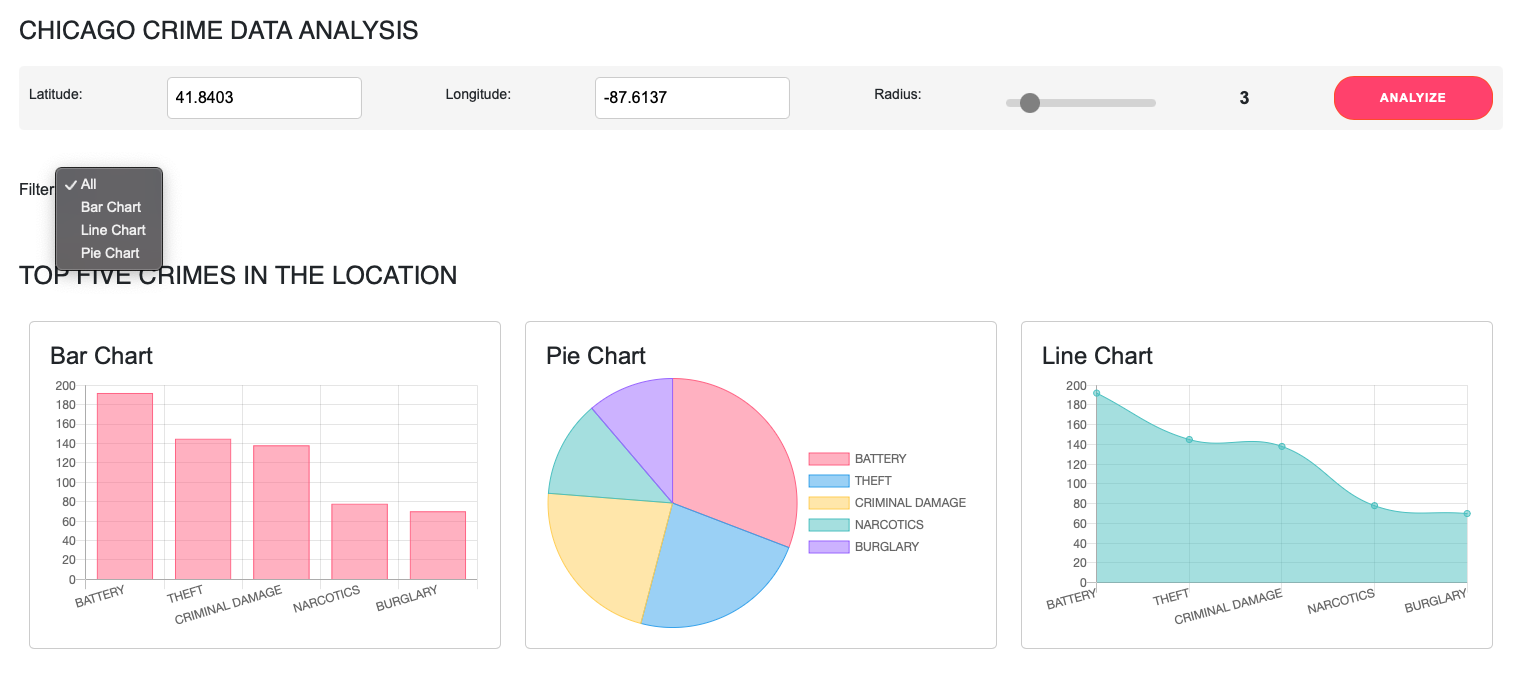 CHICAGO CRIME DATA ANALYSIS
Latitude: 41.8403 Longitude: -87.6137 Radius: 3 ANALYIZE
Filter
✓ All
Bar Chart
Line Chart
Pie Chart
TOP FIVE CRIMES IN THE LOCATION
Bar Chart
200
180
160
140
120
100
80
60
40
20
0
BATTERY THEFT CRIMINAL DAMAGE NARCOTICS BURGLARY
Pie Chart
BATTERY
THEFT
CRIMINAL DAMAGE
NARCOTICS
BURGLARY
Line Chart
200
180
160
140
120
100
80
60
40
20
0
BATTERY THEFT CRIMINAL DAMAGE NARCOTICS BURGLARY